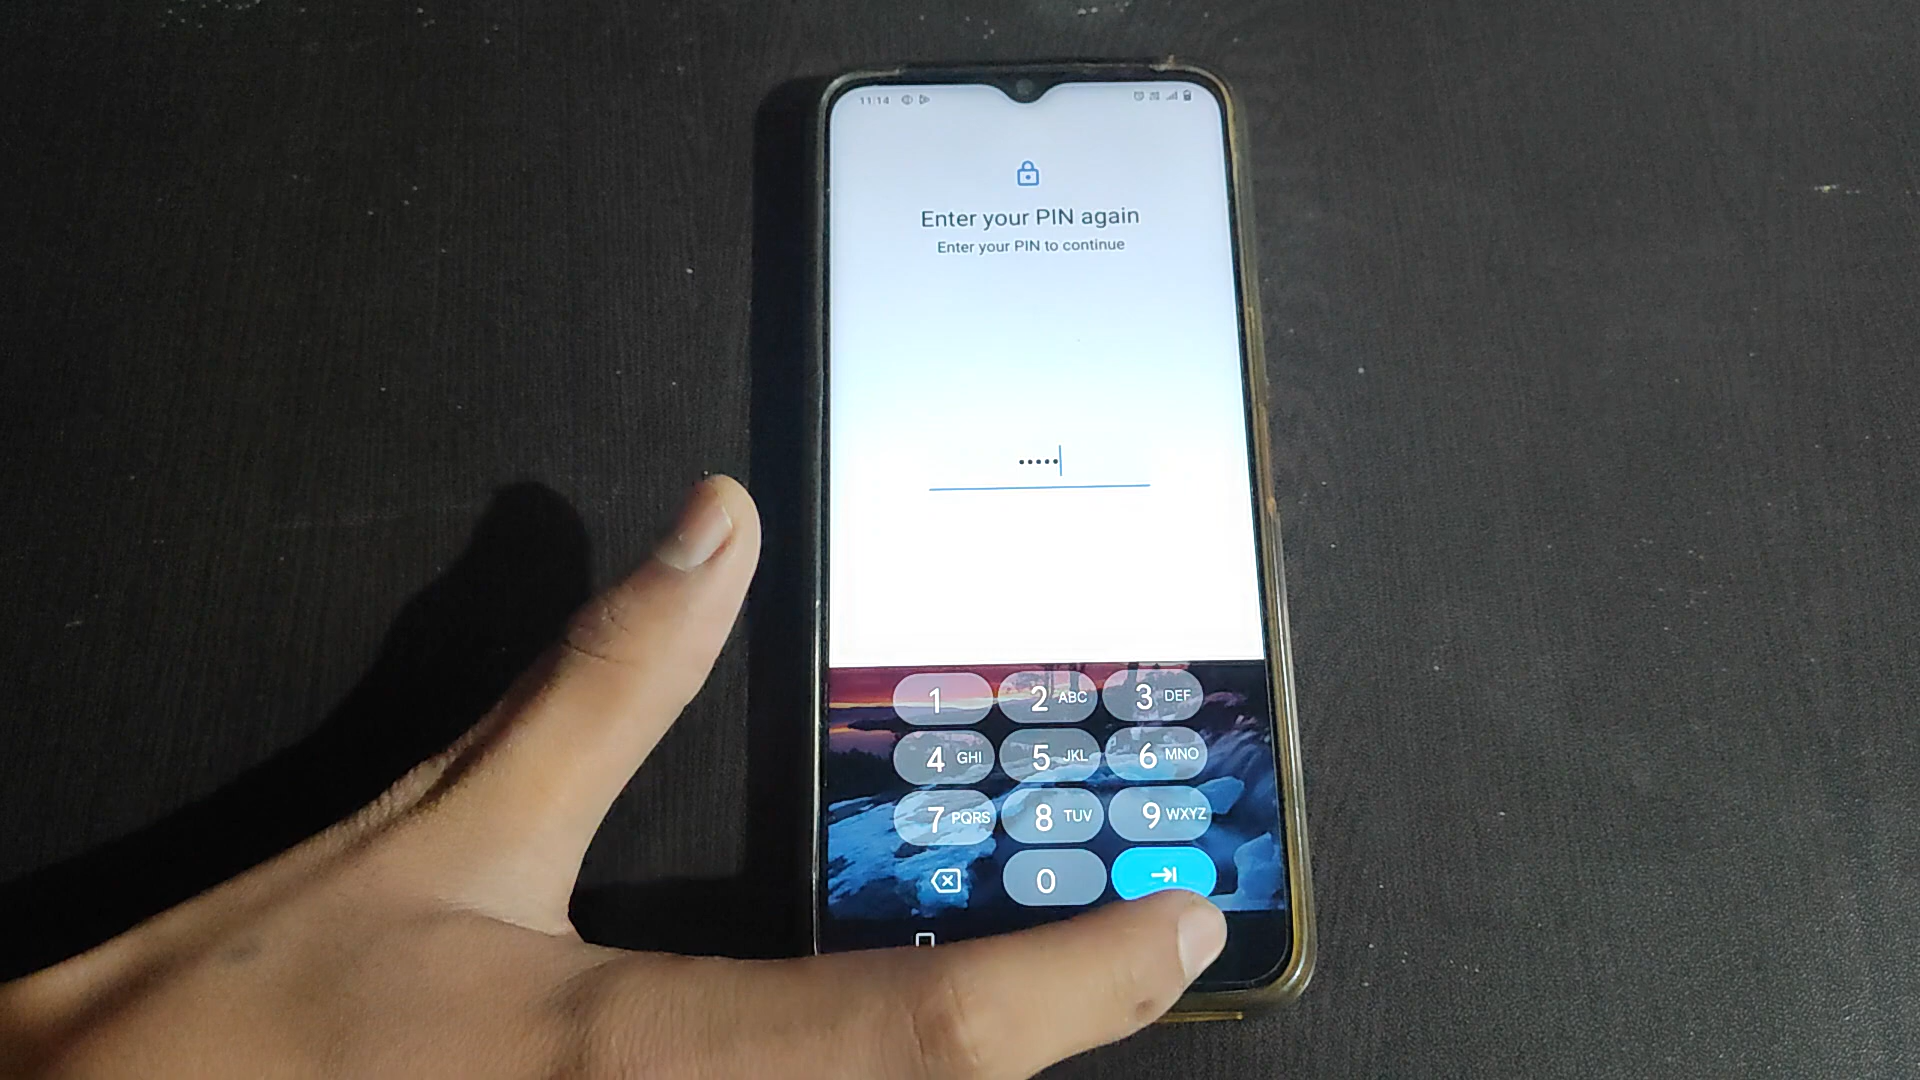 11:14
Enter your PIN again
Enter your PIN to continue
•••••
1 2 ABC 3 DEF
4 GHI 5 JKL 6 MNO
7 PQRS 8 TUV 9 WXYZ
0